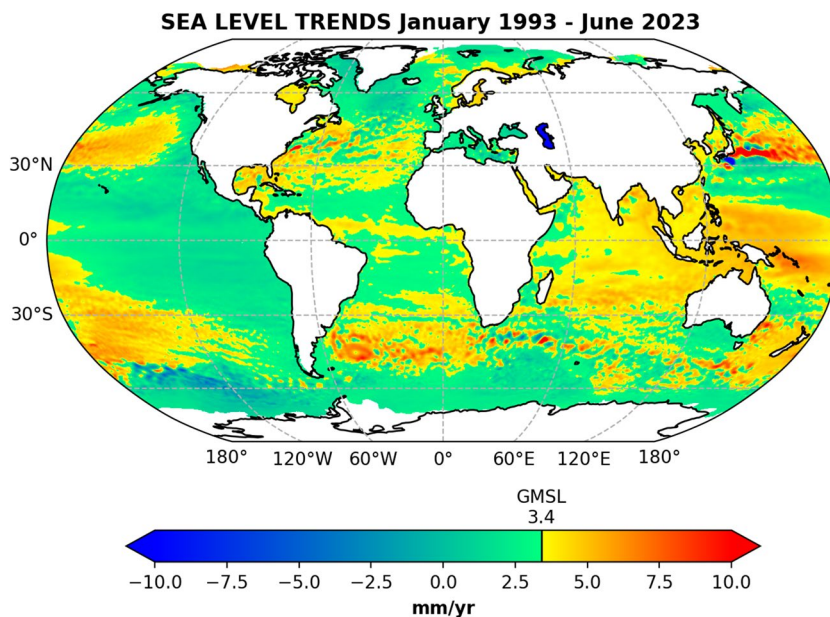 SEA LEVEL TRENDS January 1993 - June 2023
30°N
0°
30°S
180° 120°W 60°W 0° 60°E 120°E 180°
GMSL
3.4
−10.0 −7.5 −5.0 −2.5 0.0 2.5 5.0 7.5 10.0
mm/yr